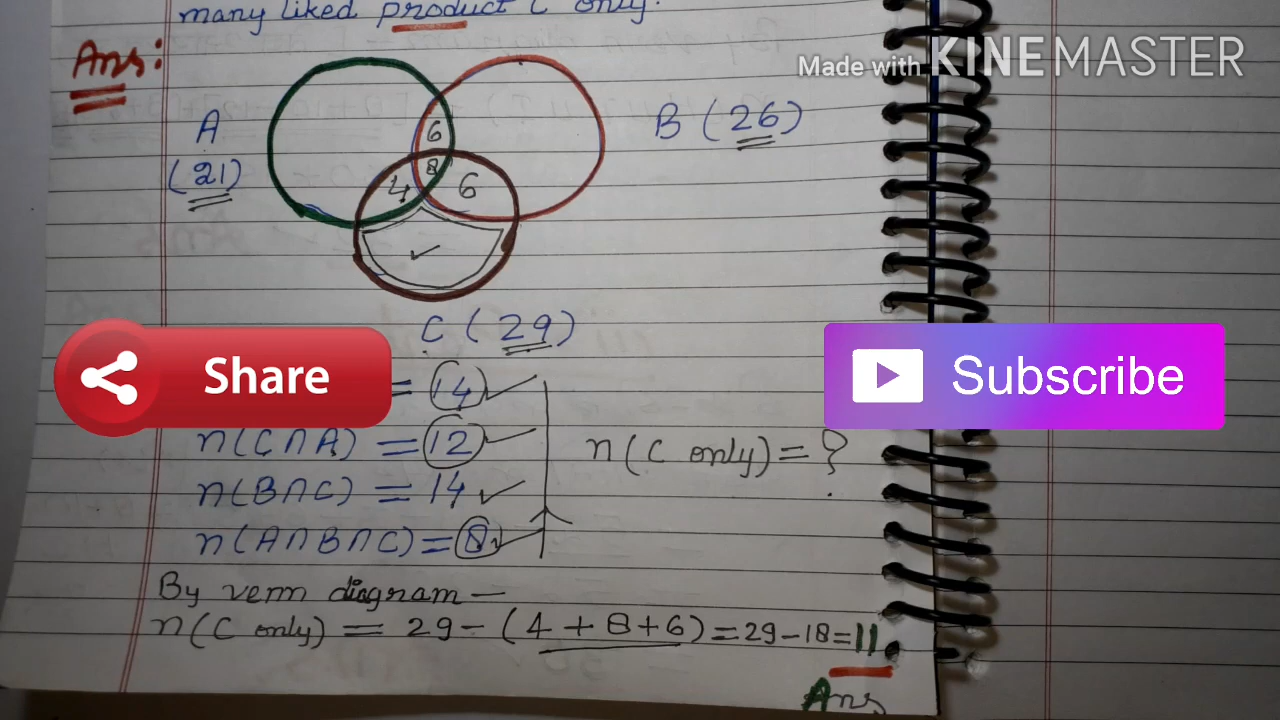 many liked product C only.
Ans:
Made with KINEMASTER
A
(21)
B (26)
6
8
4
6
C (29)
Share
= 14
Subscribe
n(C∩A) = 12
n(C only) = ?
n(B∩C) = 14
n(A∩B∩C) = 8
By venn diagram —
n(C only) = 29 - (4 + 8 + 6) = 29 - 18 = 11
Ans